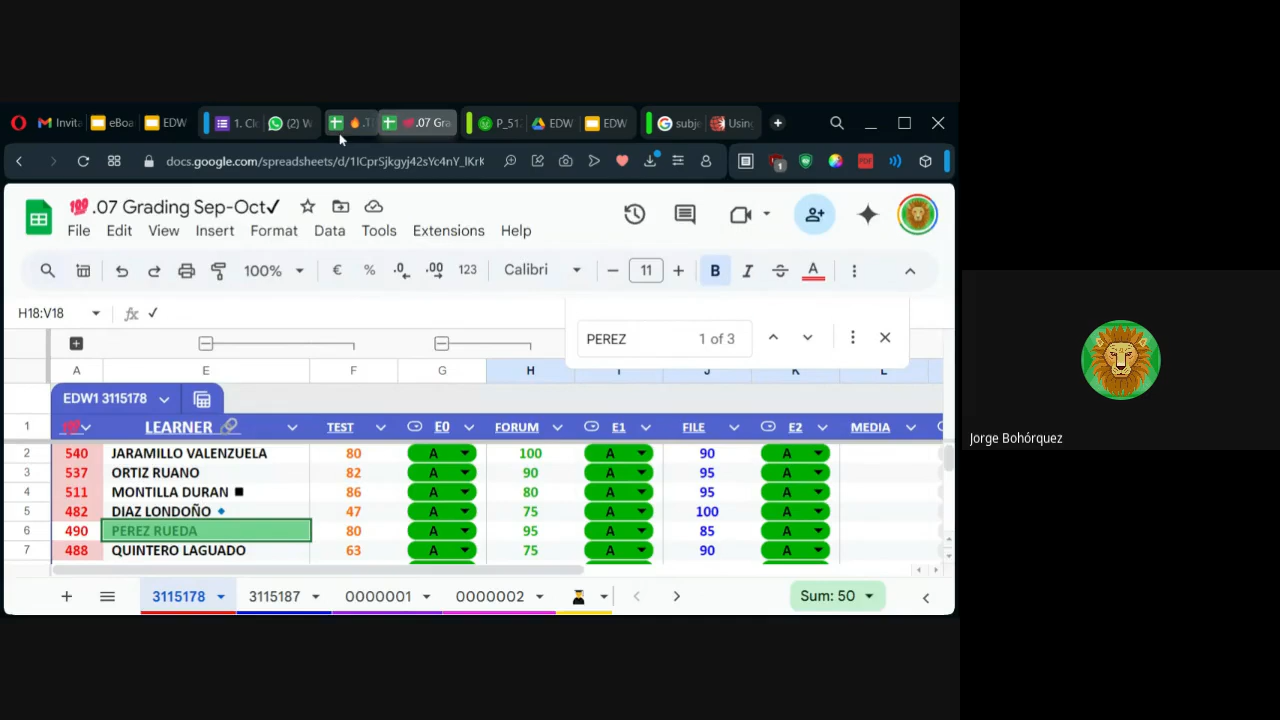 Invita
eBoa
EDW
1. Cl
(2) W
.T
.07 Gra
P_51
EDW
EDW
subj
Using
docs.google.com/spreadsheets/d/1ICprSjkgyj42sYc4nY_lKrK
1
PDF
💯.07 Grading Sep-Oct✓
File Edit View Insert Format Data Tools Extensions Help
100% € % .0 .00 123 Calibri 11 B I S A
H18:V18 fx ✓
PEREZ 1 of 3
A E F G H I J K L
EDW1 3115178
1 💯 LEARNER TEST E0 FORUM E1 FILE E2 MEDIA
2 540 JARAMILLO VALENZUELA 80 A 100 A 90 A
3 537 ORTIZ RUANO 82 A 90 A 95 A
4 511 MONTILLA DURAN ■ 86 A 80 A 95 A
5 482 DIAZ LONDOÑO 🔹 47 A 75 A 100 A
6 490 PEREZ RUEDA 80 A 95 A 85 A
7 488 QUINTERO LAGUADO 63 A 75 A 90 A
3115178 3115187 0000001 0000002 Sum: 50
Jorge Bohórquez